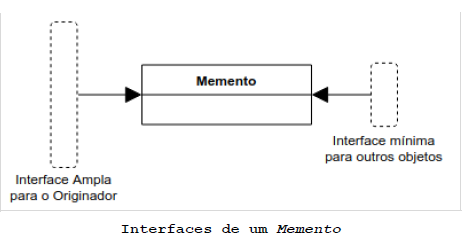 Memento
Interface mínima
para outros objetos
Interface Ampla
para o Originador
Interfaces de um Memento